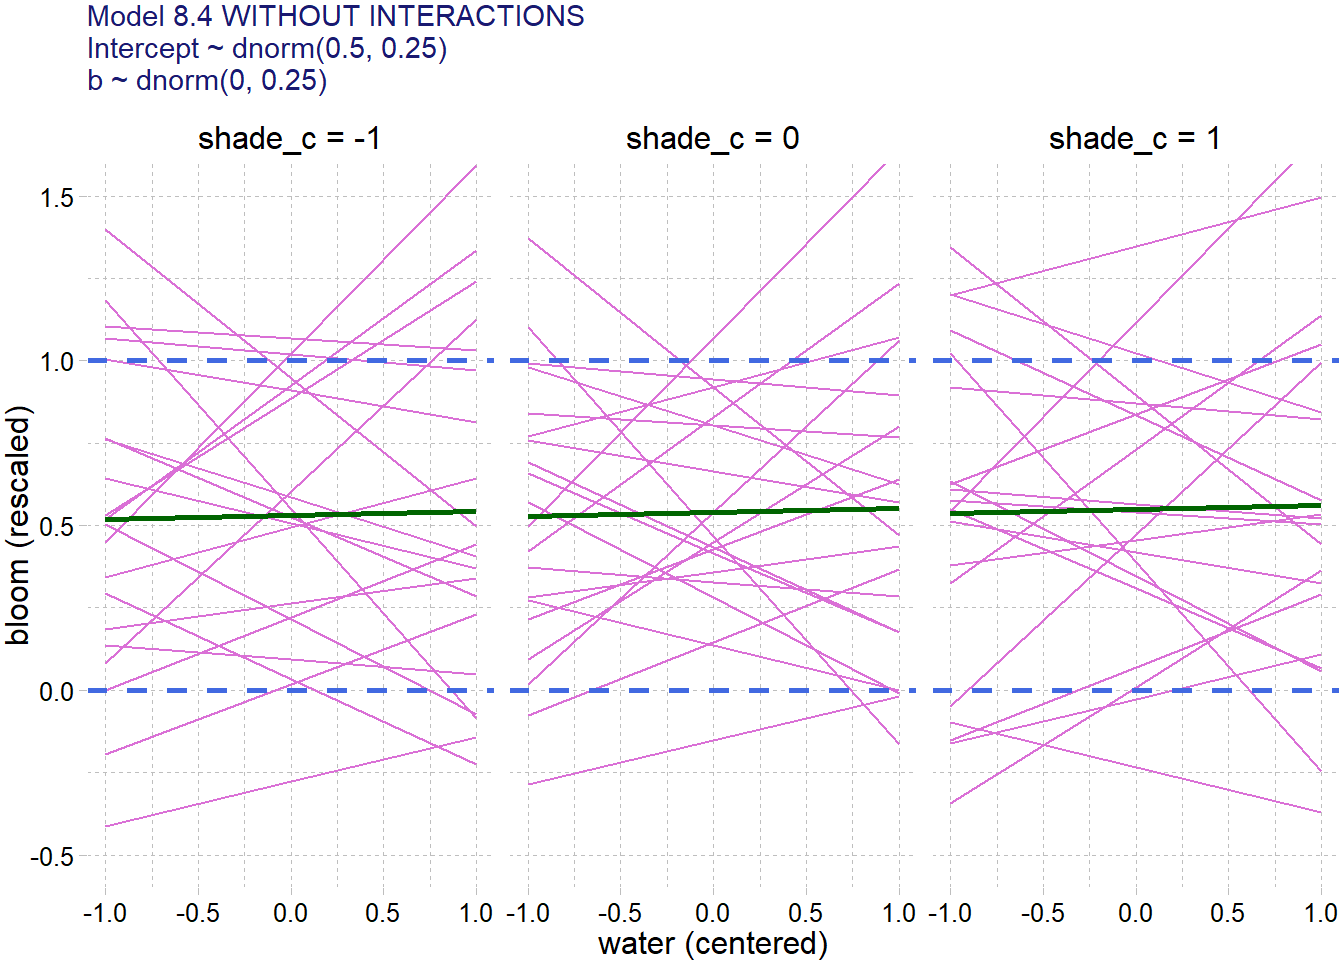 Model 8.4 WITHOUT INTERACTIONS
Intercept ~ dnorm(0.5, 0.25)
b ~ dnorm(0, 0.25)
shade_c = -1 shade_c = 0 shade_c = 1
1.5
1.0
0.5
0.0
-0.5
bloom (rescaled)
-1.0 -0.5 0.0 0.5 1.0 -1.0 -0.5 0.0 0.5 1.0 -1.0 -0.5 0.0 0.5 1.0
water (centered)